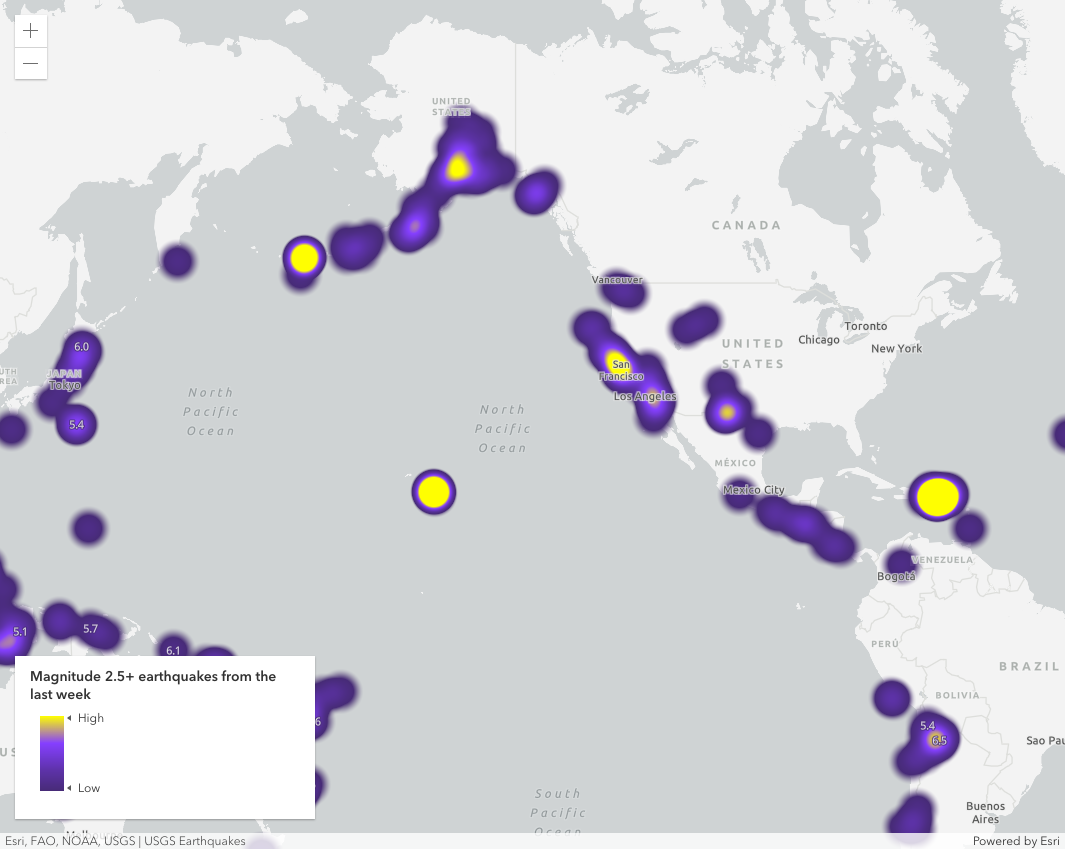 +
−
UNITED
STATES
CANADA
Vancouver
Toronto
Chicago
New York
UNITED
STATES
6.0
JAPAN
Tokyo
San
Francisco
Los Angeles
North
Pacific
Ocean
North
Pacific
Ocean
5.4
MÉXICO
Mexico City
VENEZUELA
Bogotá
5.1
5.7
6.1
PERÚ
BRAZIL
BOLIVIA
Magnitude 2.5+ earthquakes from the
last week
High
Low
6
5.4
6.5
Sao Pau
South
Pacific
Ocean
Buenos
Aires
Esri, FAO, NOAA, USGS | USGS Earthquakes
Powered by Esri